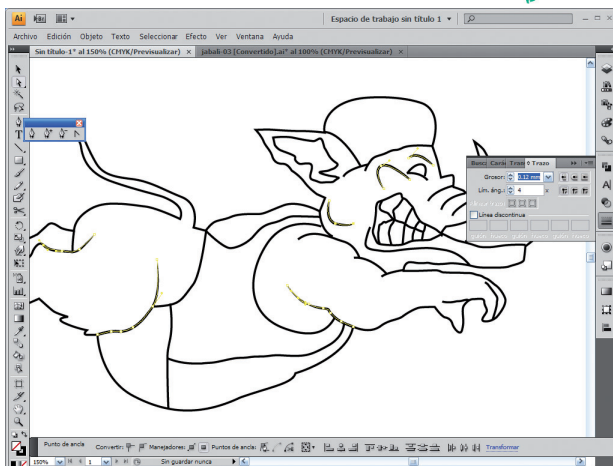 Ai Br Espacio de trabajo sin título 1
Archivo Edición Objeto Texto Seleccionar Efecto Ver Ventana Ayuda
Sin título-1* al 150% (CMYK/Previsualizar) × jabali-03 [Convertido].ai* al 100% (CMYK/Previsualizar) ×
Trazo
Grosor: 0.12 mm
Lím. áng.: 4 x
Línea discontinua
Punto de ancla Convertir: Manejadores: Puntos de ancla: Transformar
150% 1 Sin guardar nunca